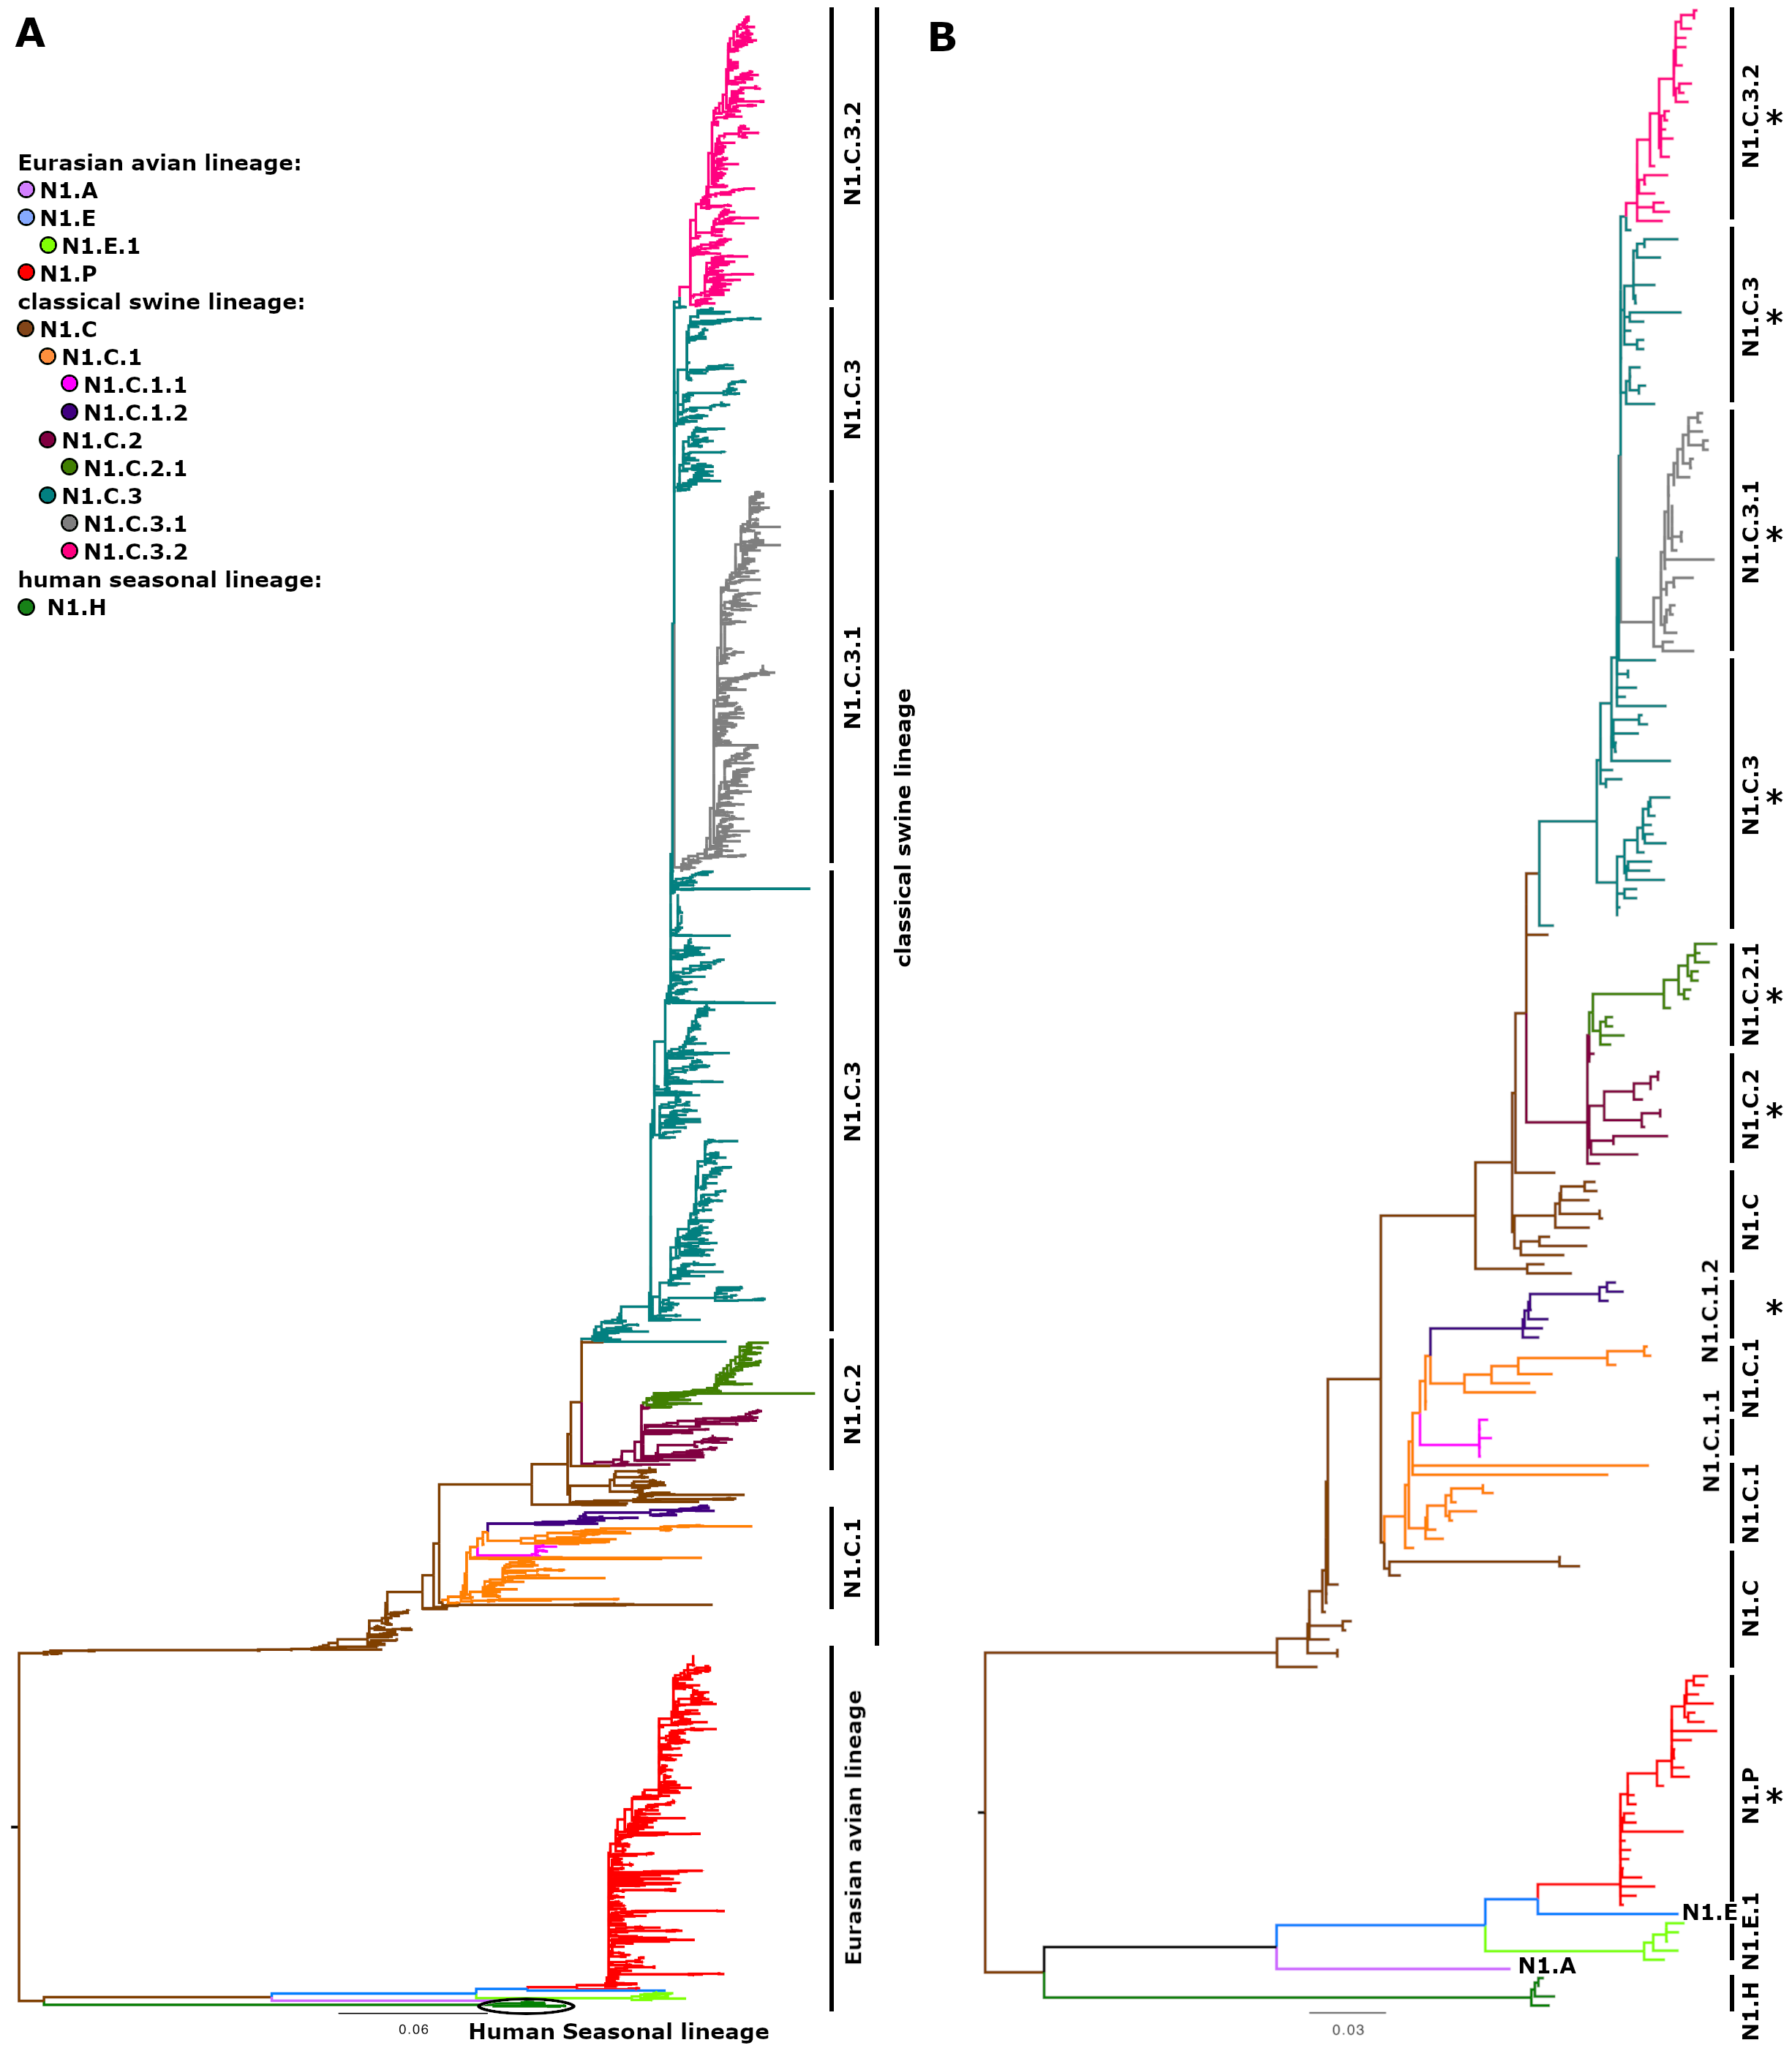 A
Eurasian avian lineage:
N1.A
N1.E
N1.E.1
N1.P
classical swine lineage:
N1.C
N1.C.1
N1.C.1.1
N1.C.1.2
N1.C.2
N1.C.2.1
N1.C.3
N1.C.3.1
N1.C.3.2
human seasonal lineage:
N1.H
N1.C.3.2
N1.C.3
N1.C.3.1
N1.C.3
N1.C.2
N1.C.1
classical swine lineage
Eurasian avian lineage
0.06
Human Seasonal lineage
B
N1.C.3.2
*
N1.C.3
*
N1.C.3.1
*
N1.C.3
*
N1.C.2.1
*
N1.C.2
*
N1.C
N1.C.1.2
*
N1.C.1
N1.C.1.1
N1.C.1
N1.C
N1.P
*
N1.E
N1.E.1
N1.A
N1.H
0.03